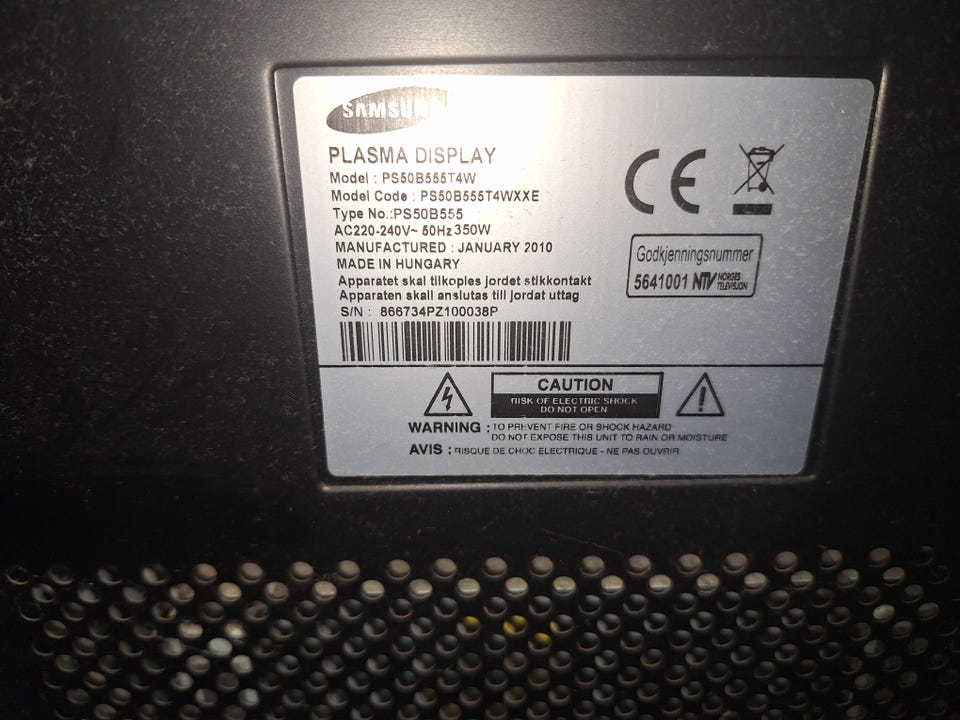 SAMSUNG
PLASMA DISPLAY
Model : PS50B555T4W
Model Code : PS50B555T4WXXE
Type No.:PS50B555
AC220-240V~ 50Hz 350W
MANUFACTURED : JANUARY 2010
MADE IN HUNGARY
Apparatet skal tilkoples jordet stikkontakt
Apparaten skall anslutas till jordat uttag
S/N : 866734PZ100038P
CE
Godkjenningsnummer
5641001 NTV NORGES
TELEVISJON
CAUTION
RISK OF ELECTRIC SHOCK
DO NOT OPEN
WARNING : TO PREVENT FIRE OR SHOCK HAZARD
DO NOT EXPOSE THIS UNIT TO RAIN OR MOISTURE
AVIS : RISQUE DE CHOC ELECTRIQUE - NE PAS OUVRIR